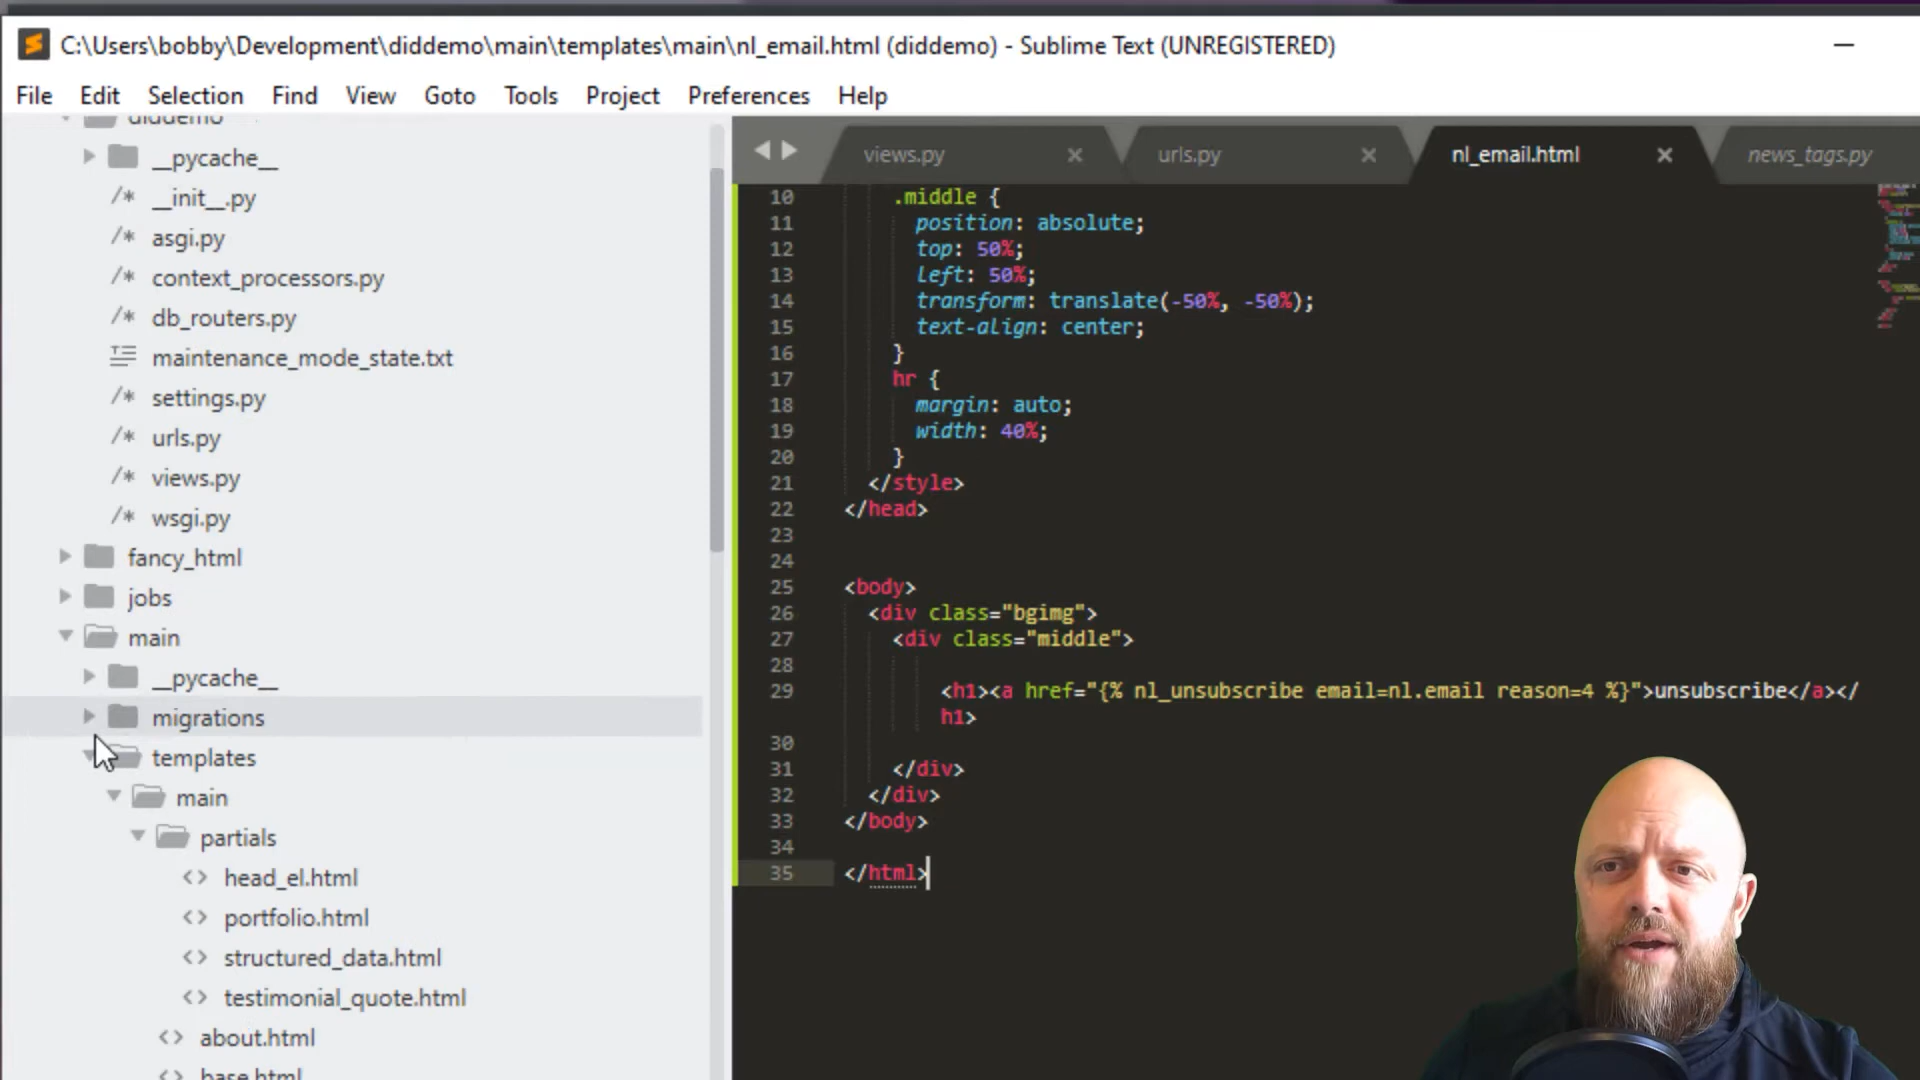 C:\Users\bobby\Development\diddemo\main\templates\main\nl_email.html (diddemo) - Sublime Text (UNREGISTERED)
File Edit Selection Find View Goto Tools Project Preferences Help
diddemo
__pycache__
__init__.py
asgi.py
context_processors.py
db_routers.py
maintenance_mode_state.txt
settings.py
urls.py
views.py
wsgi.py
fancy_html
jobs
main
__pycache__
migrations
templates
main
partials
head_el.html
portfolio.html
structured_data.html
testimonial_quote.html
about.html
base.html
views.py urls.py nl_email.html news_tags.py
10 .middle {
11 position: absolute;
12 top: 50%;
13 left: 50%;
14 transform: translate(-50%, -50%);
15 text-align: center;
16 }
17 hr {
18 margin: auto;
19 width: 40%;
20 }
21 </style>
22 </head>
23
24
25 <body>
26 <div class="bgimg">
27 <div class="middle">
28
29 <h1><a href="{% nl_unsubscribe email=nl.email reason=4 %}">unsubscribe</a></
h1>
30
31 </div>
32 </div>
33 </body>
34
35 </html>